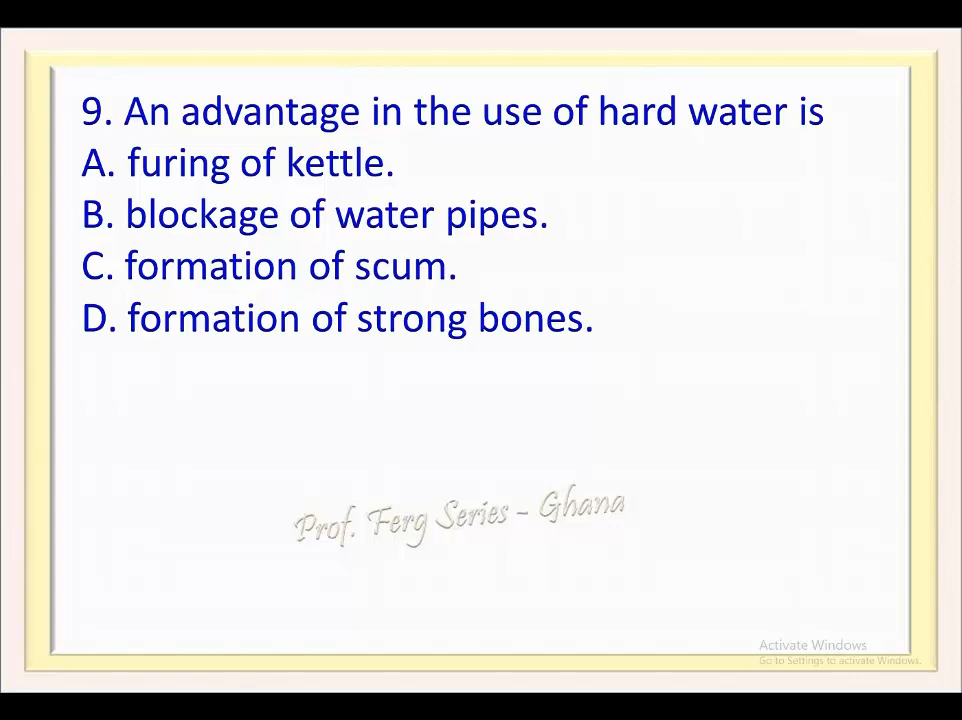 9. An advantage in the use of hard water is
A. furing of kettle.
B. blockage of water pipes.
C. formation of scum.
D. formation of strong bones.
Prof. Ferg Series - Ghana
Activate Windows
Go to Settings to activate Windows.